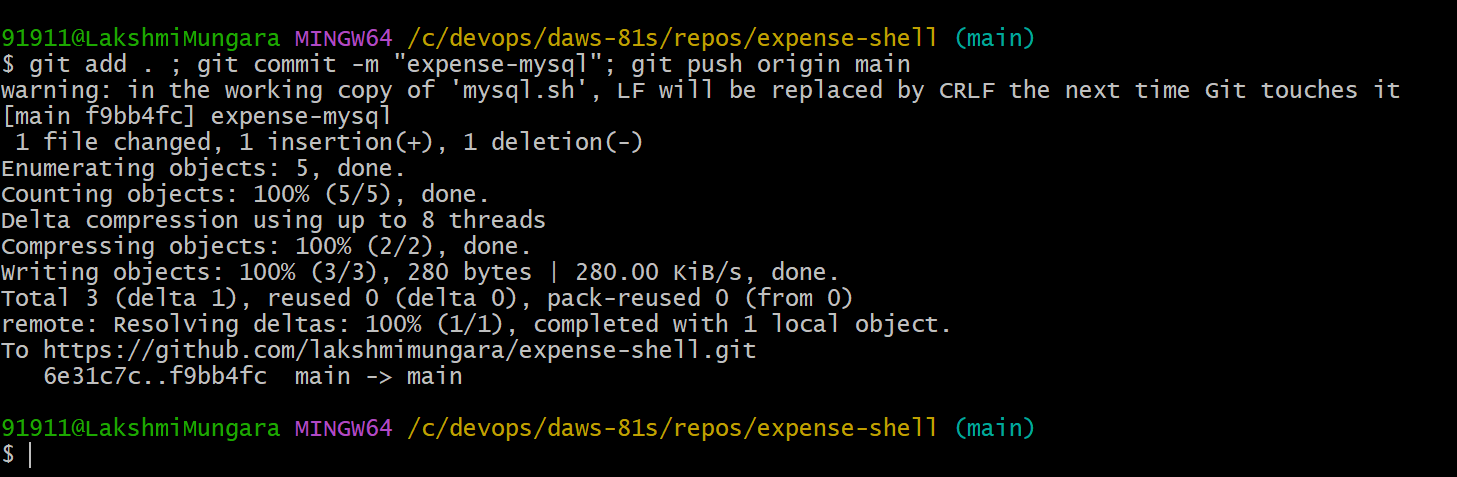 91911@LakshmiMungara MINGW64 /c/devops/daws-81s/repos/expense-shell (main)
$ git add . ; git commit -m "expense-mysql"; git push origin main
warning: in the working copy of 'mysql.sh', LF will be replaced by CRLF the next time Git touches it
[main f9bb4fc] expense-mysql
 1 file changed, 1 insertion(+), 1 deletion(-)
Enumerating objects: 5, done.
Counting objects: 100% (5/5), done.
Delta compression using up to 8 threads
Compressing objects: 100% (2/2), done.
Writing objects: 100% (3/3), 280 bytes | 280.00 KiB/s, done.
Total 3 (delta 1), reused 0 (delta 0), pack-reused 0 (from 0)
remote: Resolving deltas: 100% (1/1), completed with 1 local object.
To https://github.com/lakshmimungara/expense-shell.git
   6e31c7c..f9bb4fc  main -> main
91911@LakshmiMungara MINGW64 /c/devops/daws-81s/repos/expense-shell (main)
$